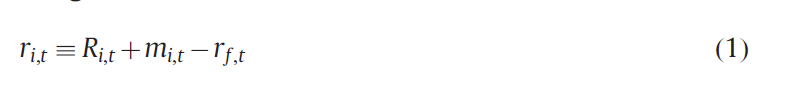 r_{i,t} ≡ R_{i,t} + m_{i,t} − r_{f,t} (1)